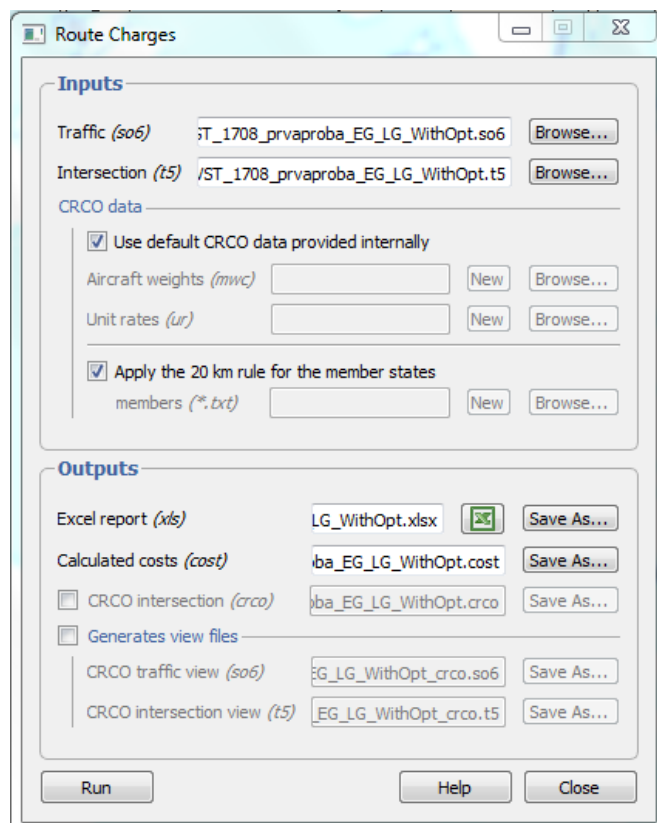 Route Charges
Inputs
Traffic (so6) ST_1708_prvaproba_EG_LG_WithOpt.so6 Browse...
Intersection (t5) /ST_1708_prvaproba_EG_LG_WithOpt.t5 Browse...
CRCO data
Use default CRCO data provided internally
Aircraft weights (mwc) New Browse...
Unit rates (ur) New Browse...
Apply the 20 km rule for the member states
members (*.txt) New Browse...
Outputs
Excel report (xls) LG_WithOpt.xlsx Save As...
Calculated costs (cost) ba_EG_LG_WithOpt.cost Save As...
CRCO intersection (crco) ba_EG_LG_WithOpt.crco Save As...
Generates view files
CRCO traffic view (so6) EG_LG_WithOpt_crco.so6 Save As...
CRCO intersection view (t5) _EG_LG_WithOpt_crco.t5 Save As...
Run Help Close